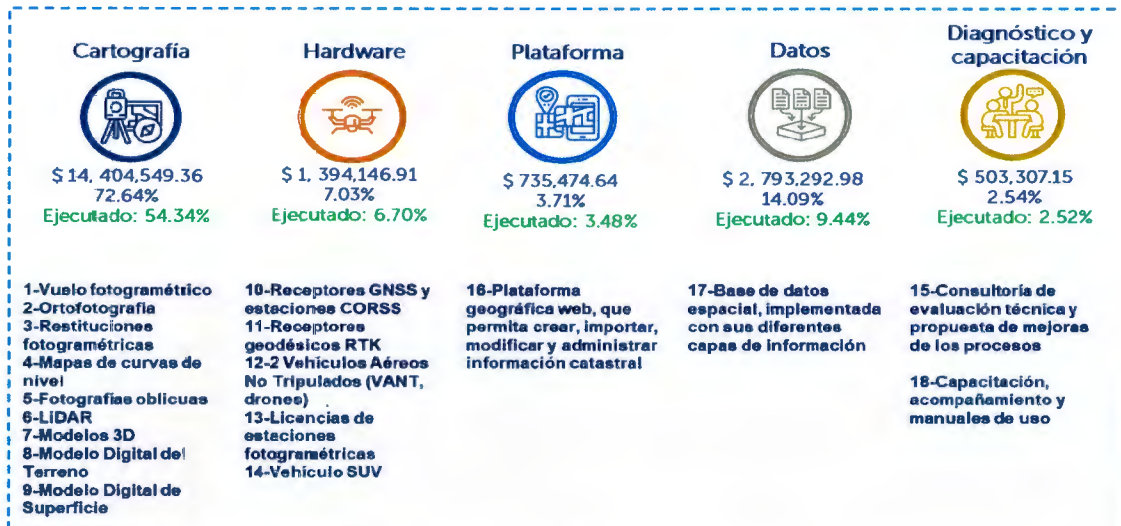 Cartografía
$ 14, 404,549.36
72.64%
Ejecutado: 54.34%
1-Vuelo fotogramétrico
2-Ortofotografía
3-Restituciones
fotogramétricas
4-Mapas de curvas de
nivel
5-Fotografías oblicuas
6-LiDAR
7-Modelos 3D
8-Modelo Digital del
Terreno
9-Modelo Digital de
Superficie
Hardware
$ 1, 394,146.91
7.03%
Ejecutado: 6.70%
10-Receptores GNSS y
estaciones CORSS
11-Receptores
geodésicos RTK
12-2 Vehículos Aéreos
No Tripulados (VANT,
drones)
13-Licencias de
estaciones
fotogramétricas
14-Vehículo SUV
Plataforma
$ 735,474.64
3.71%
Ejecutado: 3.48%
16-Plataforma
geográfica web, que
permita crear, importar,
modificar y administrar
información catastral
Datos
$ 2, 793,292.98
14.09%
Ejecutado: 9.44%
17-Base de datos
espacial, implementada
con sus diferentes
capas de información
Diagnóstico y
capacitación
$ 503,307.15
2.54%
Ejecutado: 2.52%
15-Consultoría de
evaluación técnica y
propuesta de mejoras
de los procesos
18-Capacitación,
acompañamiento y
manuales de uso